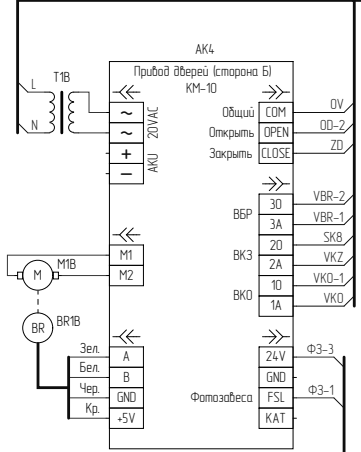 АК4
Привод дверей (сторона Б)
КМ-10
L
T1B
N
~
~
20VAC
+
−
AKU
Общий COM 0V
Открыть OPEN OD-2
Закрыть CLOSE ZD
ВБР
3O VBR-2
3A VBR-1
ВКЗ
2O SK8
2A VKZ
ВКО
1O VKO-1
1A VKO
M1
M2
M
M1B
BR
BR1B
Зел. A
Бел. B
Чер. GND
Кр. +5V
24V Ф3-3
GND
Фотозавеса FSL Ф3-1
KAT